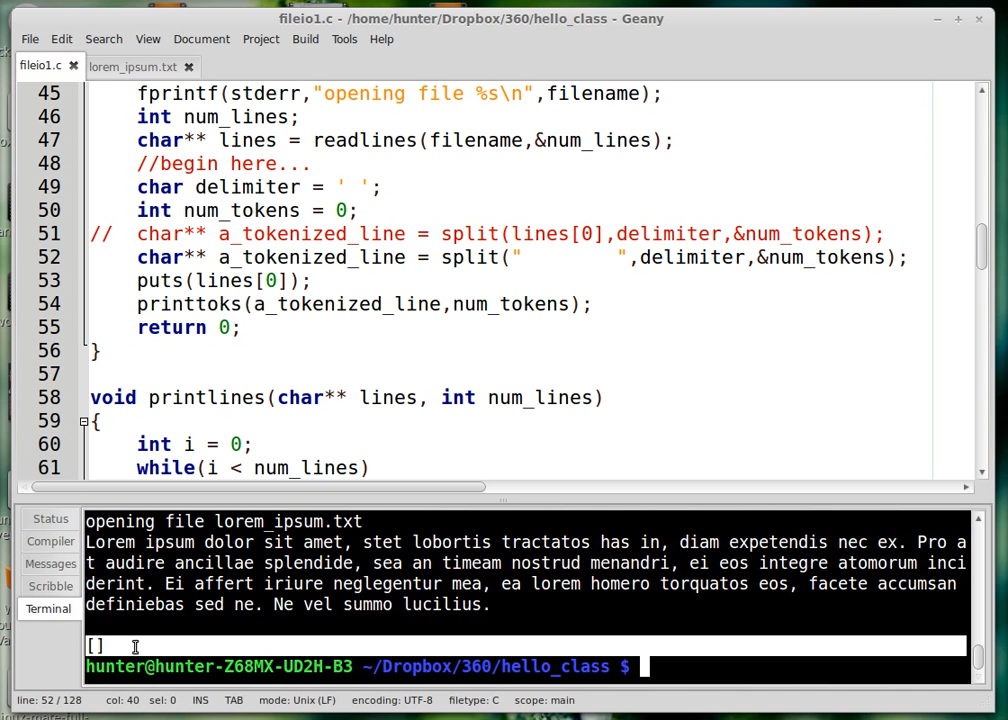 fileio1.c - /home/hunter/Dropbox/360/hello_class - Geany
File Edit Search View Document Project Build Tools Help
fileio1.c lorem_ipsum.txt
45 fprintf(stderr,"opening file %s\n",filename);
46 int num_lines;
47 char** lines = readlines(filename,&num_lines);
48 //begin here...
49 char delimiter = ' ';
50 int num_tokens = 0;
51 // char** a_tokenized_line = split(lines[0],delimiter,&num_tokens);
52 char** a_tokenized_line = split("        ",delimiter,&num_tokens);
53 puts(lines[0]);
54 printtoks(a_tokenized_line,num_tokens);
55 return 0;
56 }
57
58 void printlines(char** lines, int num_lines)
59 {
60 int i = 0;
61 while(i < num_lines)
Status
Compiler
Messages
Scribble
Terminal
opening file lorem_ipsum.txt
Lorem ipsum dolor sit amet, stet lobortis tractatos has in, diam expetendis nec ex. Pro a
t audire ancillae splendide, sea an timeam nostrud menandri, ei eos integre atomorum inci
derint. Ei affert iriure neglegentur mea, ea lorem homero torquatos eos, facete accumsan
definiebas sed ne. Ne vel summo lucilius.
[]
hunter@hunter-Z68MX-UD2H-B3 ~/Dropbox/360/hello_class $
line: 52 / 128 col: 40 sel: 0 INS TAB mode: Unix (LF) encoding: UTF-8 filetype: C scope: main